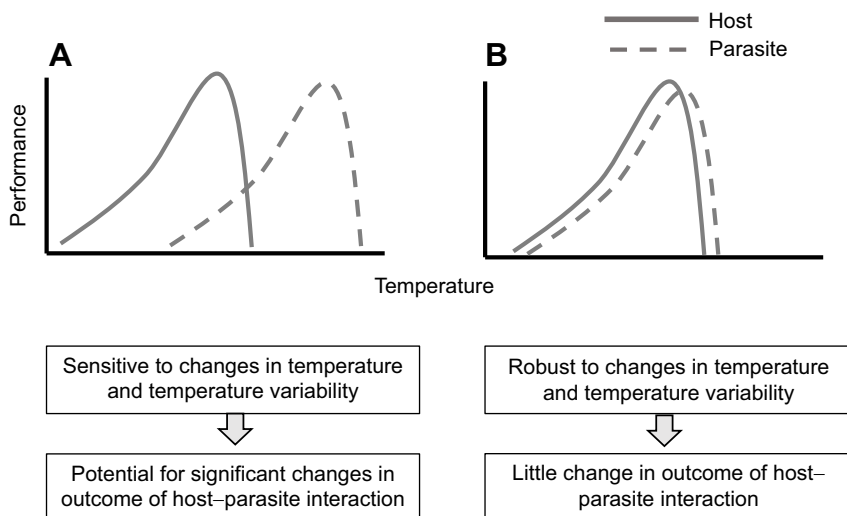 Host
Parasite
A
B
Performance
Temperature
Sensitive to changes in temperature
and temperature variability
Robust to changes in temperature
and temperature variability
Potential for significant changes in
outcome of host–parasite interaction
Little change in outcome of host–
parasite interaction